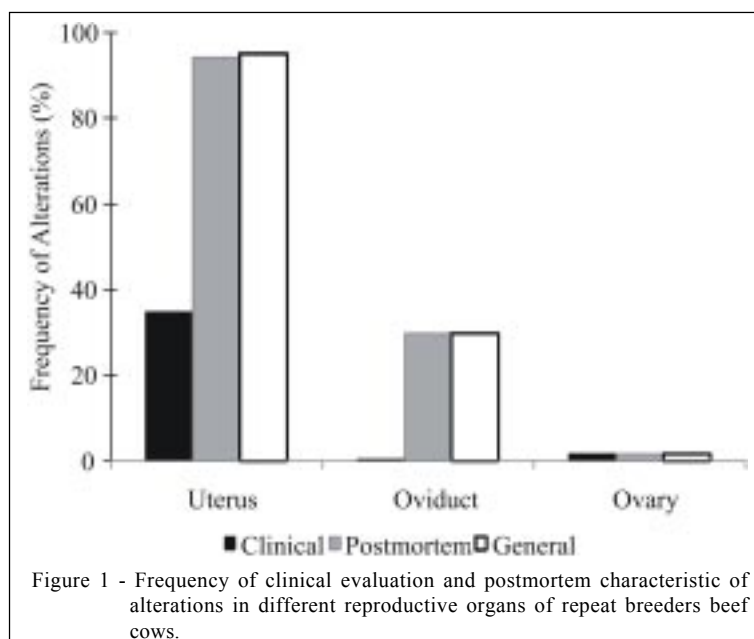 100
80
60
40
20
0
Frequency of Alterations (%)
Uterus Oviduct Ovary
■Clinical ■Postmortem □General
Figure 1 - Frequency of clinical evaluation and postmortem characteristic of
alterations in different reproductive organs of repeat breeders beef
cows.